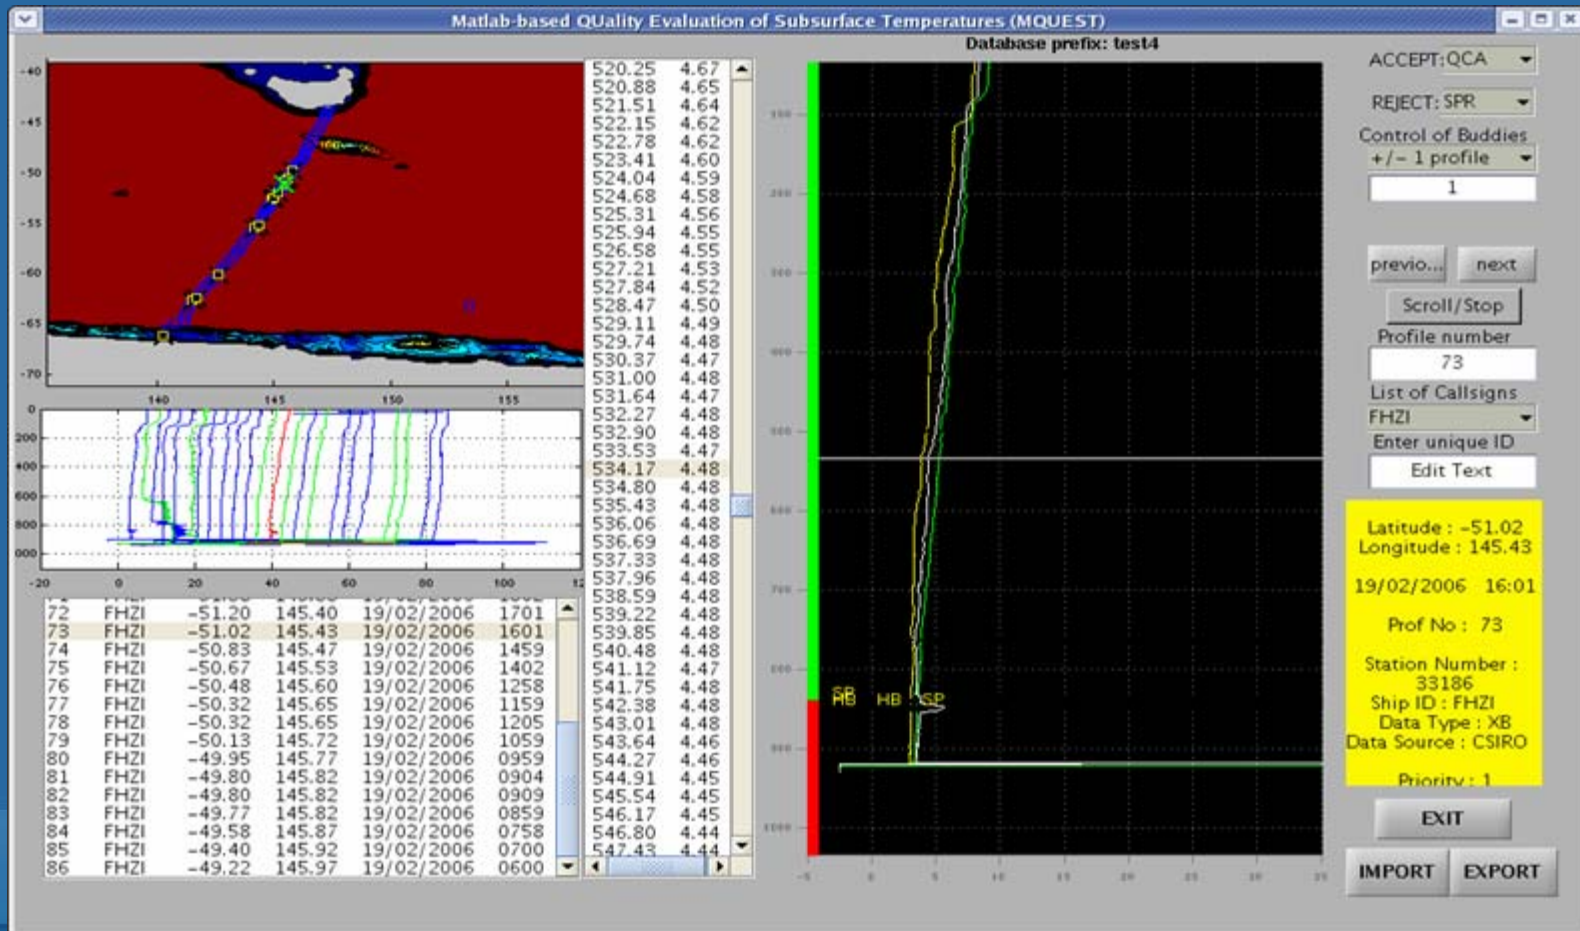 Matlab-based QUality Evaluation of Subsurface Temperatures (MQUEST)
Database prefix: test4
-40
-45
-50
-55
-60
-65
-70
140 145 150 155
0
200
400
600
800
-20 0 20 40 60 80 100
72 FHZI -51.20 145.40 19/02/2006 1701
73 FHZI -51.02 145.43 19/02/2006 1601
74 FHZI -50.83 145.47 19/02/2006 1459
75 FHZI -50.67 145.53 19/02/2006 1402
76 FHZI -50.48 145.60 19/02/2006 1258
77 FHZI -50.32 145.65 19/02/2006 1159
78 FHZI -50.32 145.65 19/02/2006 1205
79 FHZI -50.13 145.72 19/02/2006 1059
80 FHZI -49.95 145.77 19/02/2006 0959
81 FHZI -49.80 145.82 19/02/2006 0904
82 FHZI -49.80 145.82 19/02/2006 0909
83 FHZI -49.77 145.82 19/02/2006 0859
84 FHZI -49.58 145.87 19/02/2006 0758
85 FHZI -49.40 145.92 19/02/2006 0700
86 FHZI -49.22 145.97 19/02/2006 0600
520.25 4.67
520.88 4.65
521.51 4.64
522.15 4.62
522.78 4.62
523.41 4.60
524.04 4.59
524.68 4.58
525.31 4.56
525.94 4.55
526.58 4.55
527.21 4.53
527.84 4.52
528.47 4.50
529.11 4.49
529.74 4.48
530.37 4.47
531.00 4.48
531.64 4.47
532.27 4.48
532.90 4.48
533.53 4.47
534.17 4.48
534.80 4.48
535.43 4.48
536.06 4.48
536.69 4.48
537.33 4.48
537.96 4.48
538.59 4.48
539.22 4.48
539.85 4.48
540.48 4.48
541.12 4.47
541.75 4.48
542.38 4.48
543.01 4.48
543.64 4.46
544.27 4.46
544.91 4.45
545.54 4.45
546.17 4.45
546.80 4.44
547.43 4.44
HB SP
ACCEPT: QCA
REJECT: SPR
Control of Buddies
+/- 1 profile
1
previo... next
Scroll/Stop
Profile number
73
List of Callsigns
FHZI
Enter unique ID
Edit Text
Latitude : -51.02
Longitude : 145.43
19/02/2006 16:01
Prof No : 73
Station Number :
33186
Ship ID : FHZI
Data Type : XB
Data Source : CSIRO
Priority : 1
EXIT
IMPORT EXPORT